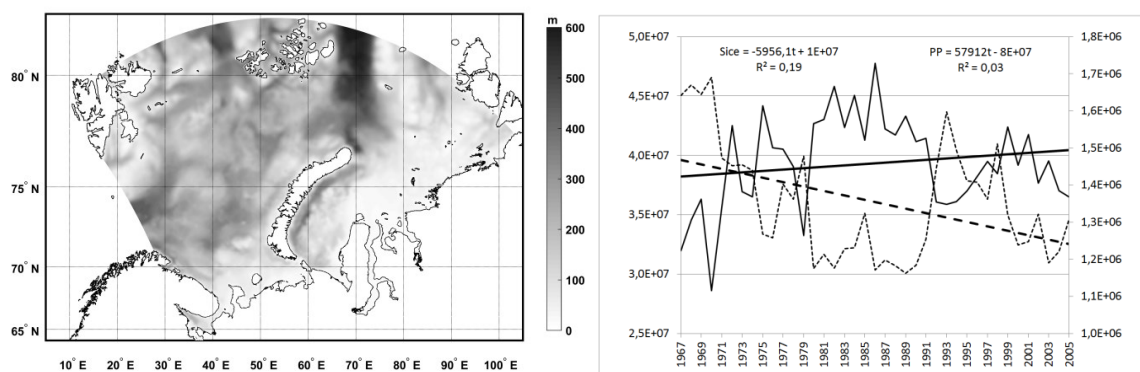 m
600
500
400
300
200
100
0
80° N
75° N
70° N
65° N
10° E 20° E 30° E 40° E 50° E 60° E 70° E 80° E 90° E 100° E
5,0E+07
4,5E+07
4,0E+07
3,5E+07
3,0E+07
2,5E+07
Sice = -5956,1t + 1E+07
R² = 0,19
PP = 57912t - 8E+07
R² = 0,03
1,8E+06
1,7E+06
1,6E+06
1,5E+06
1,4E+06
1,3E+06
1,2E+06
1,1E+06
1,0E+06
1967 1969 1971 1973 1975 1977 1979 1981 1983 1985 1987 1989 1991 1993 1995 1997 1999 2001 2003 2005